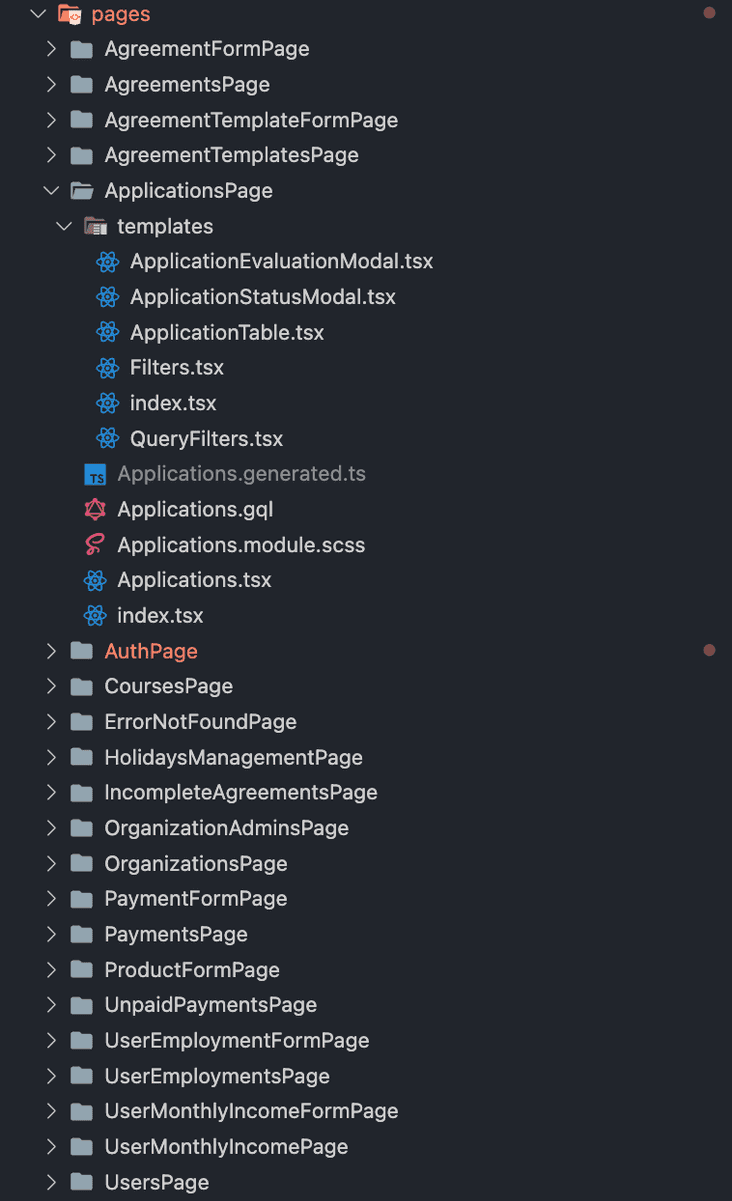 pages
AgreementFormPage
AgreementsPage
AgreementTemplateFormPage
AgreementTemplatesPage
ApplicationsPage
templates
ApplicationEvaluationModal.tsx
ApplicationStatusModal.tsx
ApplicationTable.tsx
Filters.tsx
index.tsx
QueryFilters.tsx
TS Applications.generated.ts
Applications.gql
Applications.module.scss
Applications.tsx
index.tsx
AuthPage
CoursesPage
ErrorNotFoundPage
HolidaysManagementPage
IncompleteAgreementsPage
OrganizationAdminsPage
OrganizationsPage
PaymentFormPage
PaymentsPage
ProductFormPage
UnpaidPaymentsPage
UserEmploymentFormPage
UserEmploymentsPage
UserMonthlyIncomeFormPage
UserMonthlyIncomePage
UsersPage